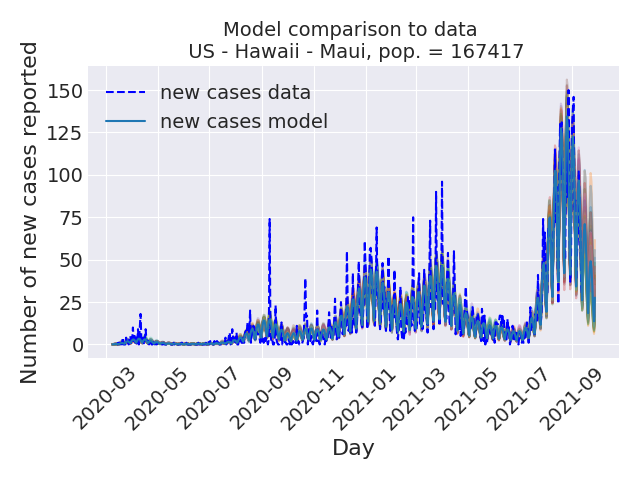 Model comparison to data
US - Hawaii - Maui, pop. = 167417
Number of new cases reported
150
125
100
75
50
25
0
new cases data
new cases model
2020-03
2020-05
2020-07
2020-09
2020-11
2021-01
2021-03
2021-05
2021-07
2021-09
Day